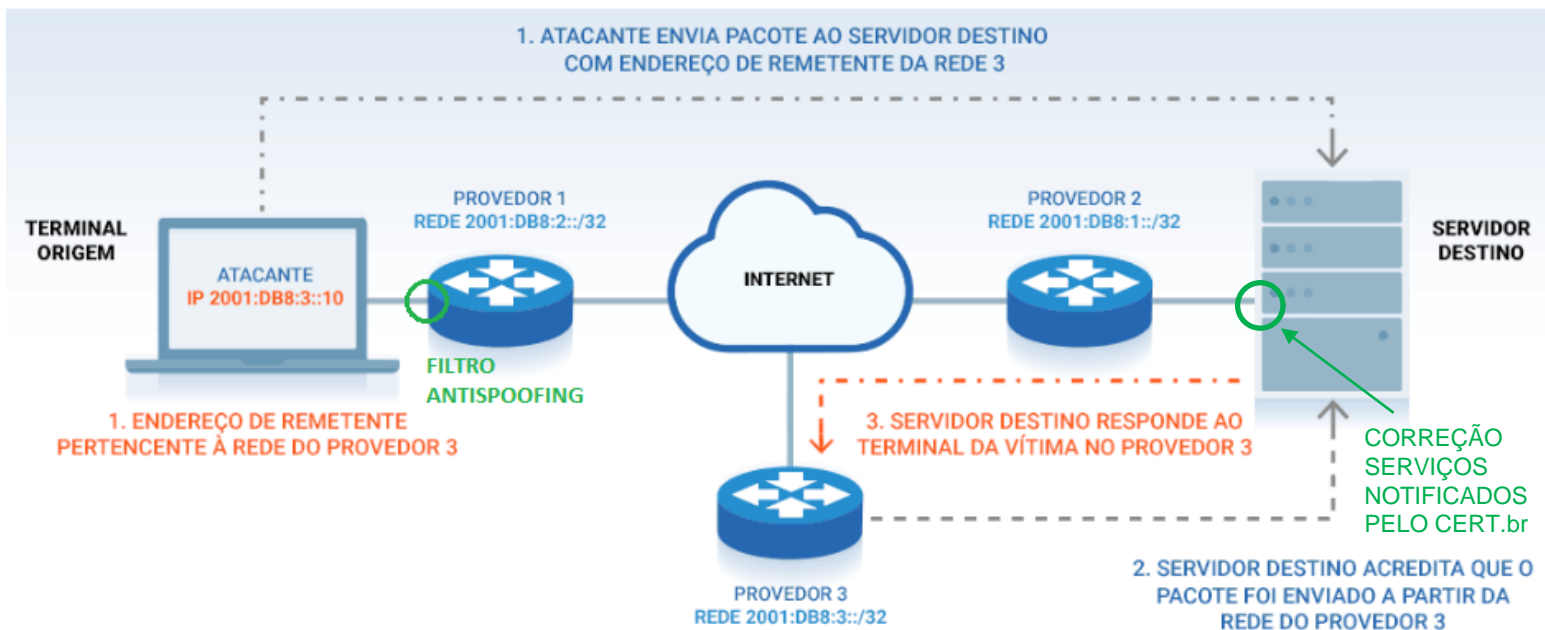 1. ATACANTE ENVIA PACOTE AO SERVIDOR DESTINO
COM ENDEREÇO DE REMETENTE DA REDE 3
TERMINAL
ORIGEM
ATACANTE
IP 2001:DB8:3::10
PROVEDOR 1
REDE 2001:DB8:2::/32
INTERNET
PROVEDOR 2
REDE 2001:DB8:1::/32
SERVIDOR
DESTINO
FILTRO
ANTISPOOFING
1. ENDEREÇO DE REMETENTE
PERTENCENTE À REDE DO PROVEDOR 3
3. SERVIDOR DESTINO RESPONDE AO
TERMINAL DA VÍTIMA NO PROVEDOR 3
CORREÇÃO
SERVIÇOS
NOTIFICADOS
PELO CERT.br
PROVEDOR 3
REDE 2001:DB8:3::/32
2. SERVIDOR DESTINO ACREDITA QUE O
PACOTE FOI ENVIADO A PARTIR DA
REDE DO PROVEDOR 3